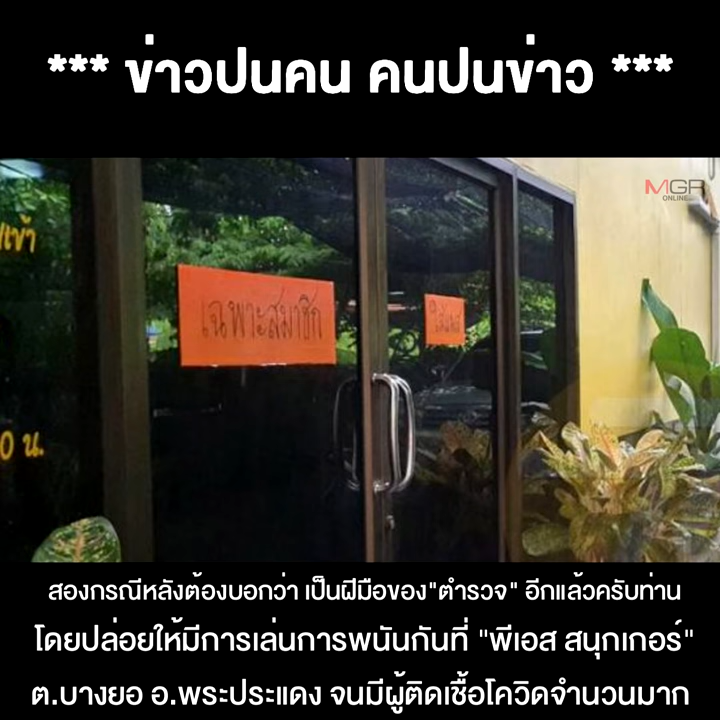 *** ข่าวปนคน คนปนข่าว ***
MGR
ONLINE
เข้า
เฉพาะสมาชิก
0 น.
สองกรณีหลังต้องบอกว่า เป็นฝีมือของ"ตำรวจ" อีกแล้วครับท่าน
โดยปล่อยให้มีการเล่นการพนันกันที่ "พีเอส สนุกเกอร์"
ต.บางยอ อ.พระประแดง จนมีผู้ติดเชื้อโควิดจำนวนมาก